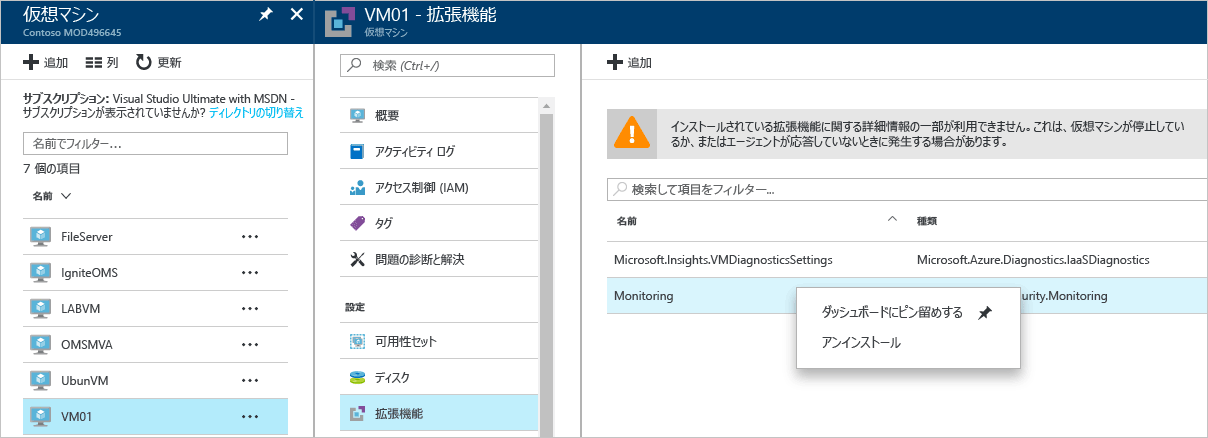 仮想マシン
Contoso MOD496645
追加
列
更新
サブスクリプション: Visual Studio Ultimate with MSDN -
サブスクリプションが表示されていませんか? ディレクトリの切り替え
名前でフィルター...
7 個の項目
名前
FileServer
IgniteOMS
LABVM
OMSMVA
UbunVM
VM01
VM01 - 拡張機能
仮想マシン
検索 (Ctrl+/)
概要
アクティビティ ログ
アクセス制御 (IAM)
タグ
問題の診断と解決
設定
可用性セット
ディスク
拡張機能
追加
インストールされている拡張機能に関する詳細情報の一部が利用できません。これは、仮想マシンが停止してい
るか、またはエージェントが応答していないときに発生する場合があります。
検索して項目をフィルター...
名前 種類
Microsoft.Insights.VMDiagnosticsSettings Microsoft.Azure.Diagnostics.IaaSDiagnostics
Monitoring urity.Monitoring
ダッシュボードにピン留めする
アンインストール